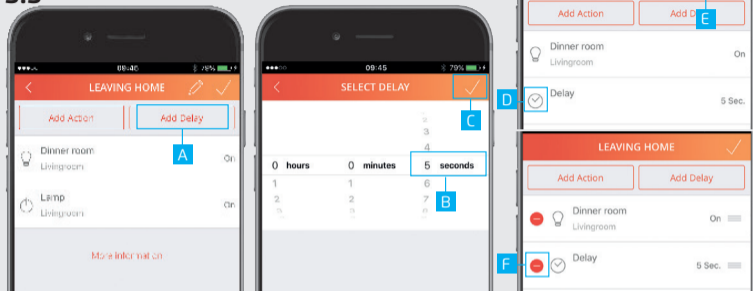 09:45
79%
LEAVING HOME
Add Action
Add Delay
A
Dinner room
Livingroom
On
Lamp
Livingroom
On
More information
09:45
79%
SELECT DELAY
C
3
4
0 hours
0 minutes
5 seconds
1
1
6
2
2
7
B
Add Action
E
Dinner room
Livingroom
On
D
Delay
5 Sec.
LEAVING HOME
Add Action
Add Delay
Dinner room
Livingroom
On
F
Delay
5 Sec.